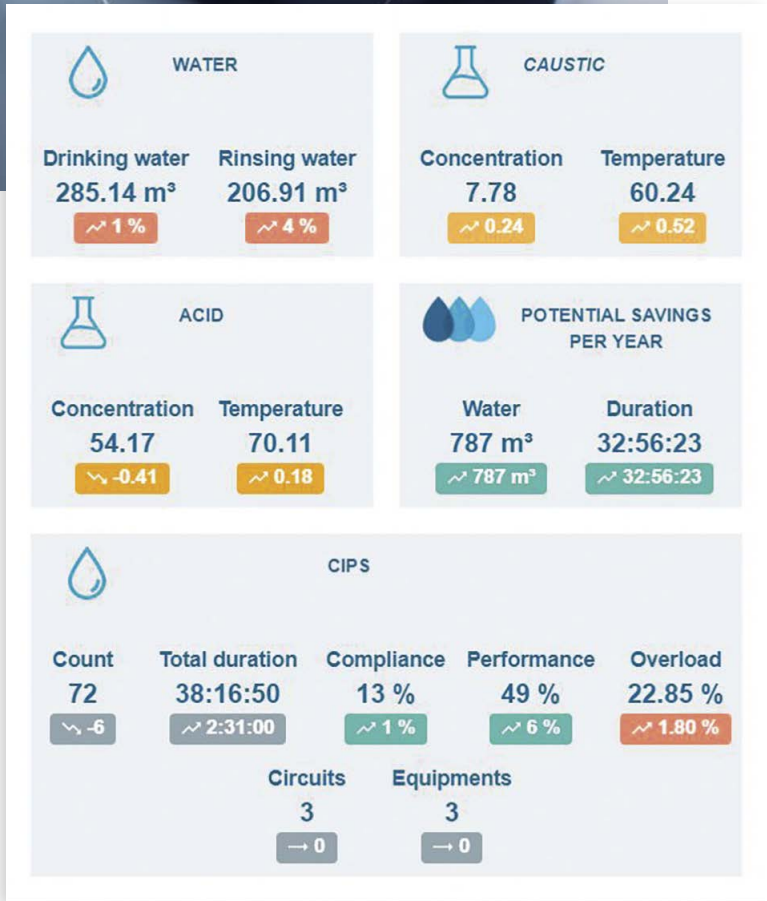 WATER
Drinking water Rinsing water
285.14 m³ 206.91 m³
1 % 4 %
CAUSTIC
Concentration Temperature
7.78 60.24
0.24 0.52
ACID
Concentration Temperature
54.17 70.11
-0.41 0.18
POTENTIAL SAVINGS
PER YEAR
Water Duration
787 m³ 32:56:23
787 m³ 32:56:23
CIPS
Count Total duration Compliance Performance Overload
72 38:16:50 13 % 49 % 22.85 %
-6 2:31:00 1 % 6 % 1.80 %
Circuits Equipments
3 3
0 0